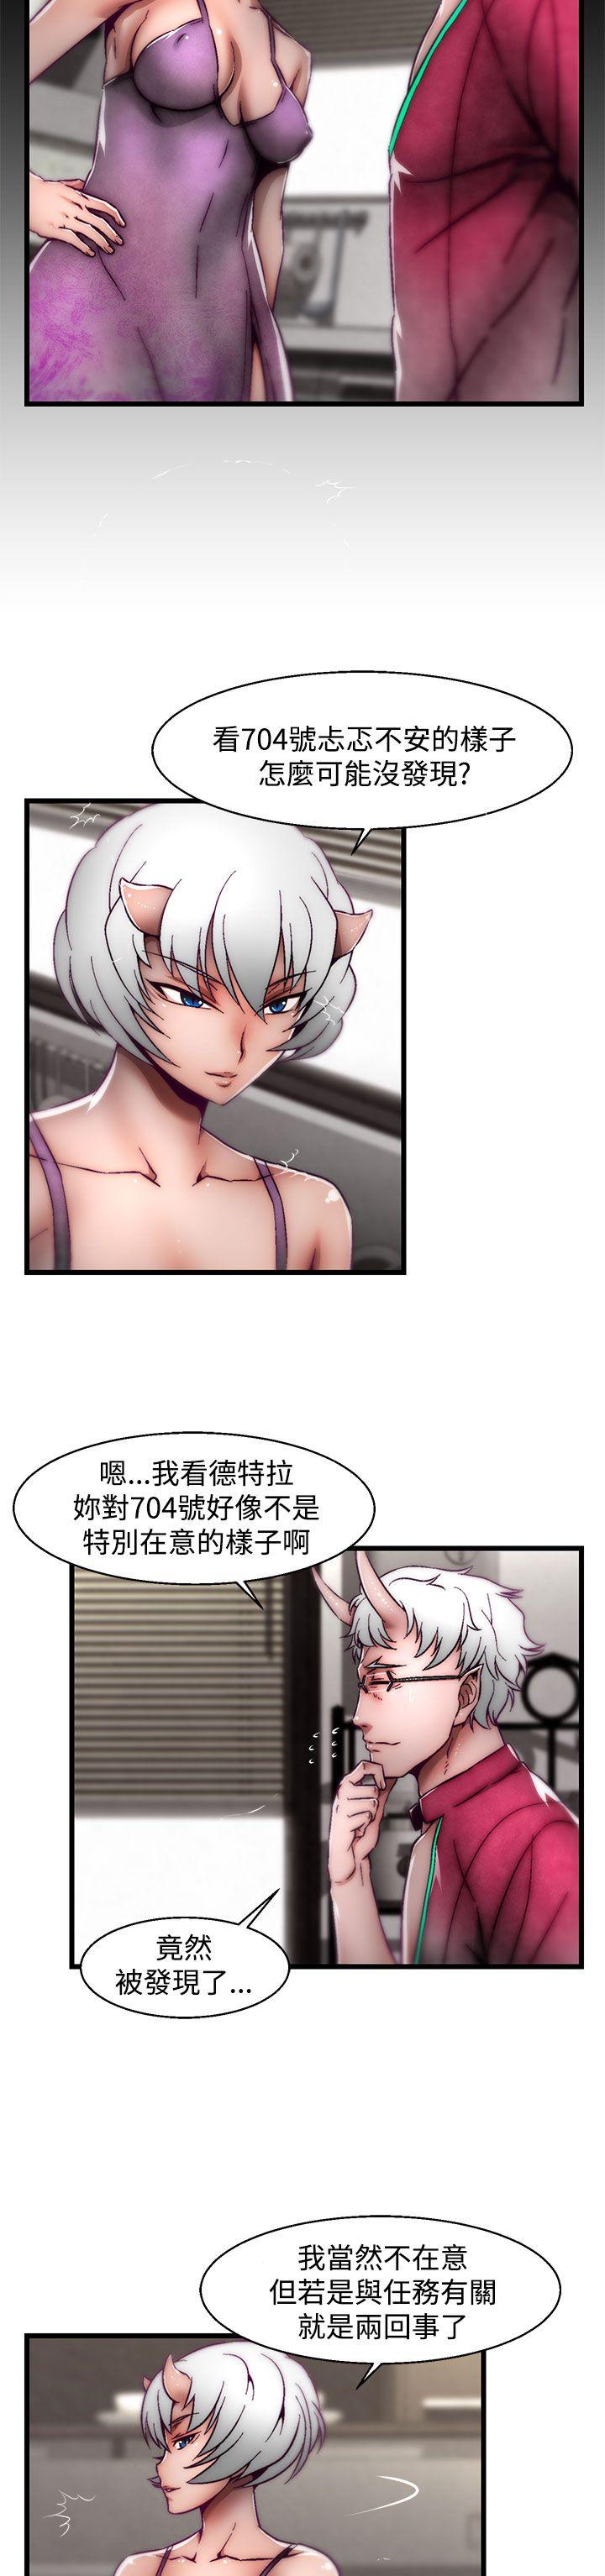 看704號忐忑不安的樣子
怎麼可能沒發現?
嗯...我看德特拉
妳對704號好像不是
特別在意的樣子啊
竟然
被發現了...
我當然不在意
但若是與任務有關
就是兩回事了